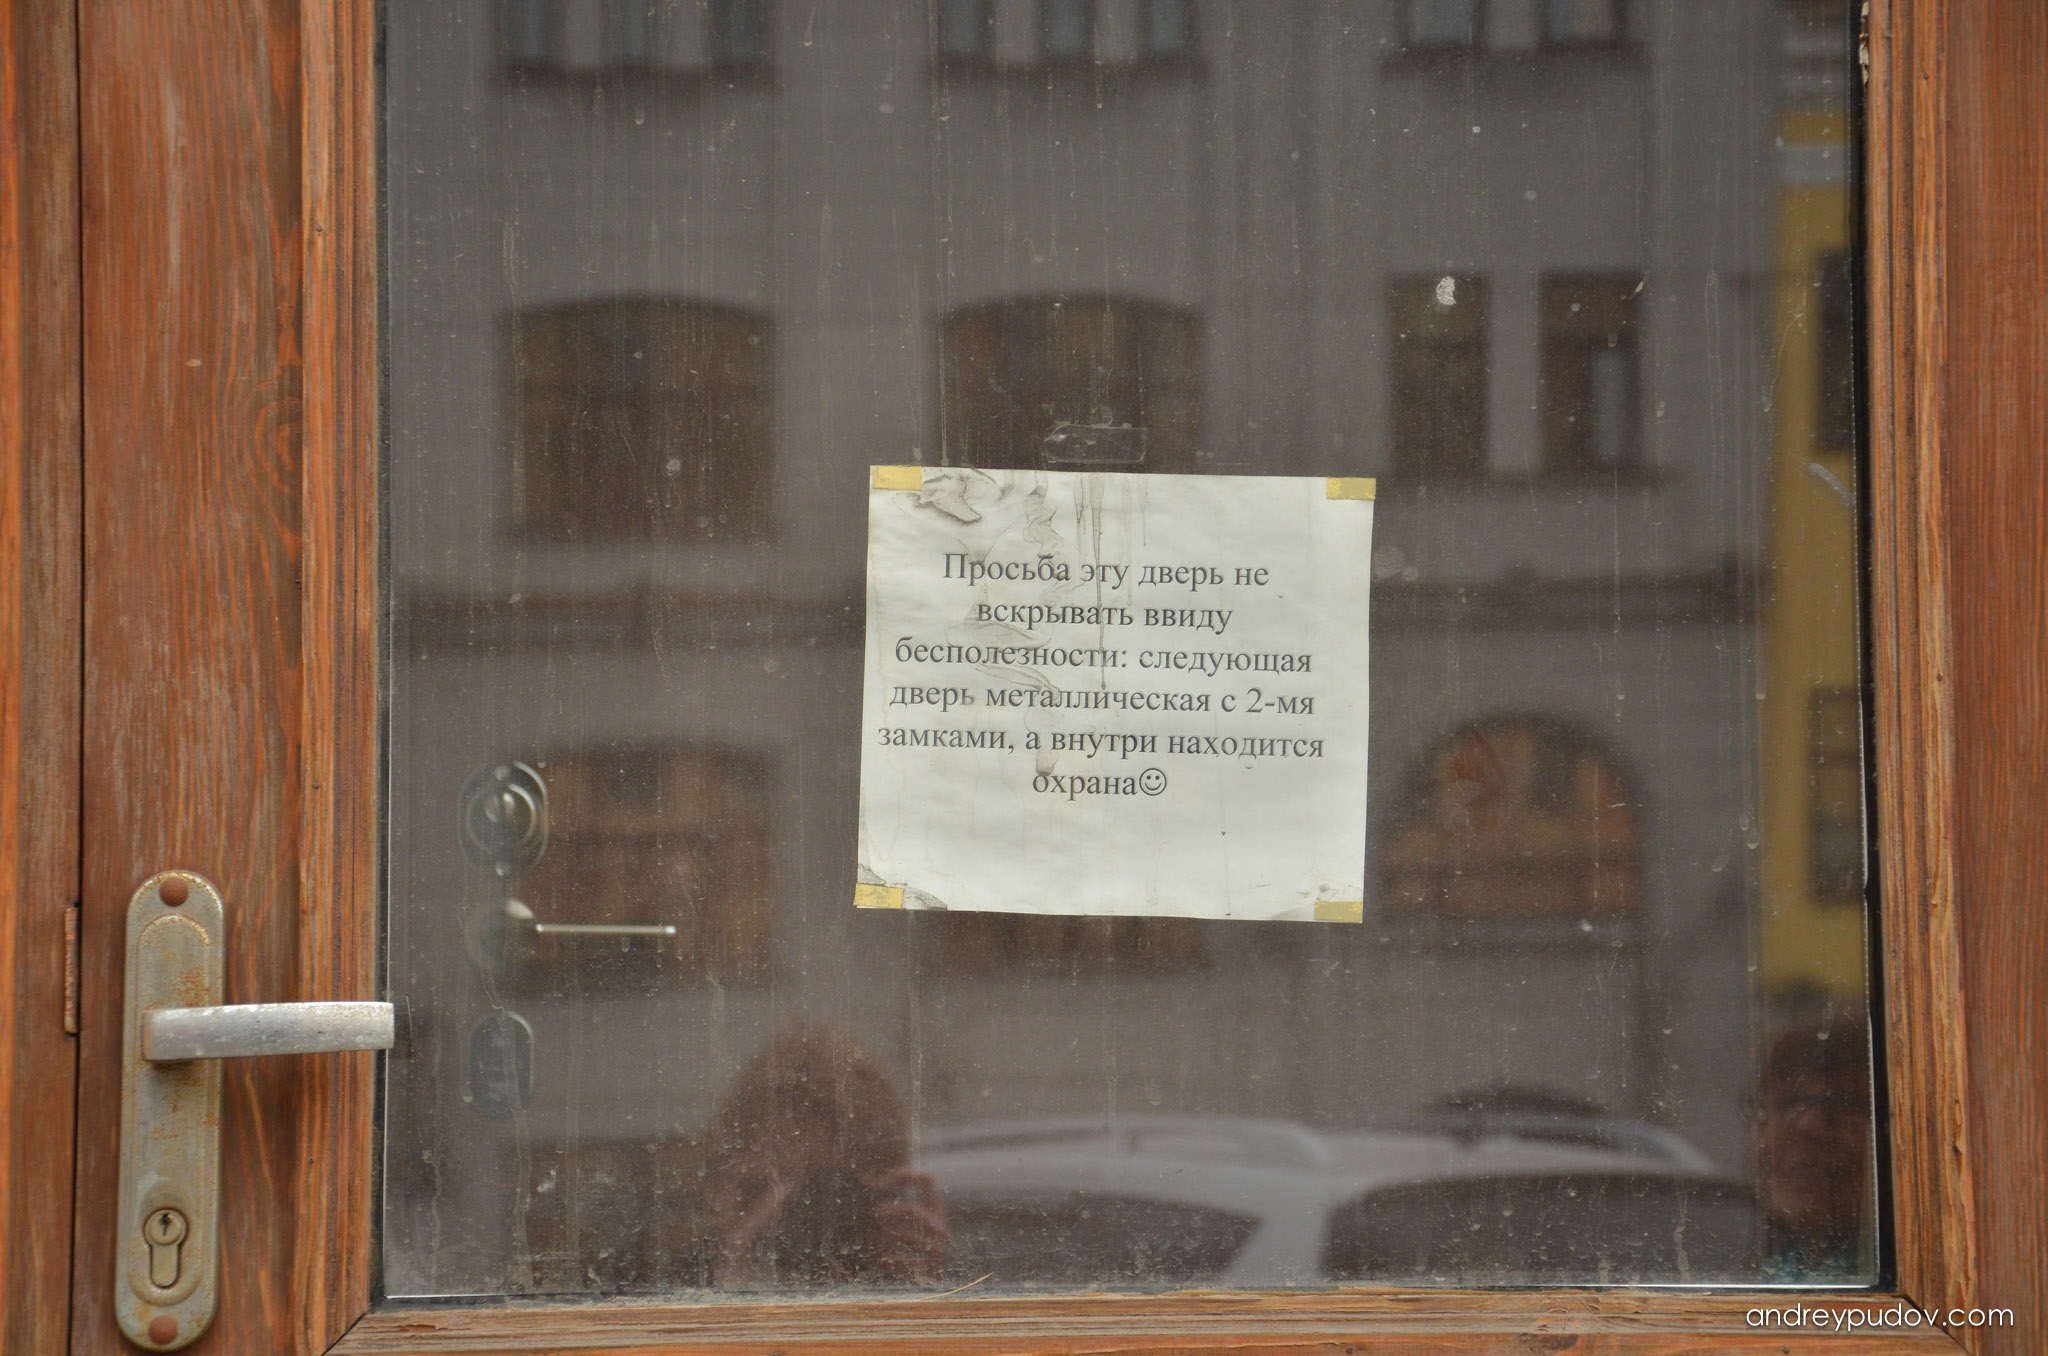 Просьба эту дверь не
вскрывать ввиду
бесполезности: следующая
дверь металлическая с 2-мя
замками, а внутри находится
охрана☺
andreypudov.com